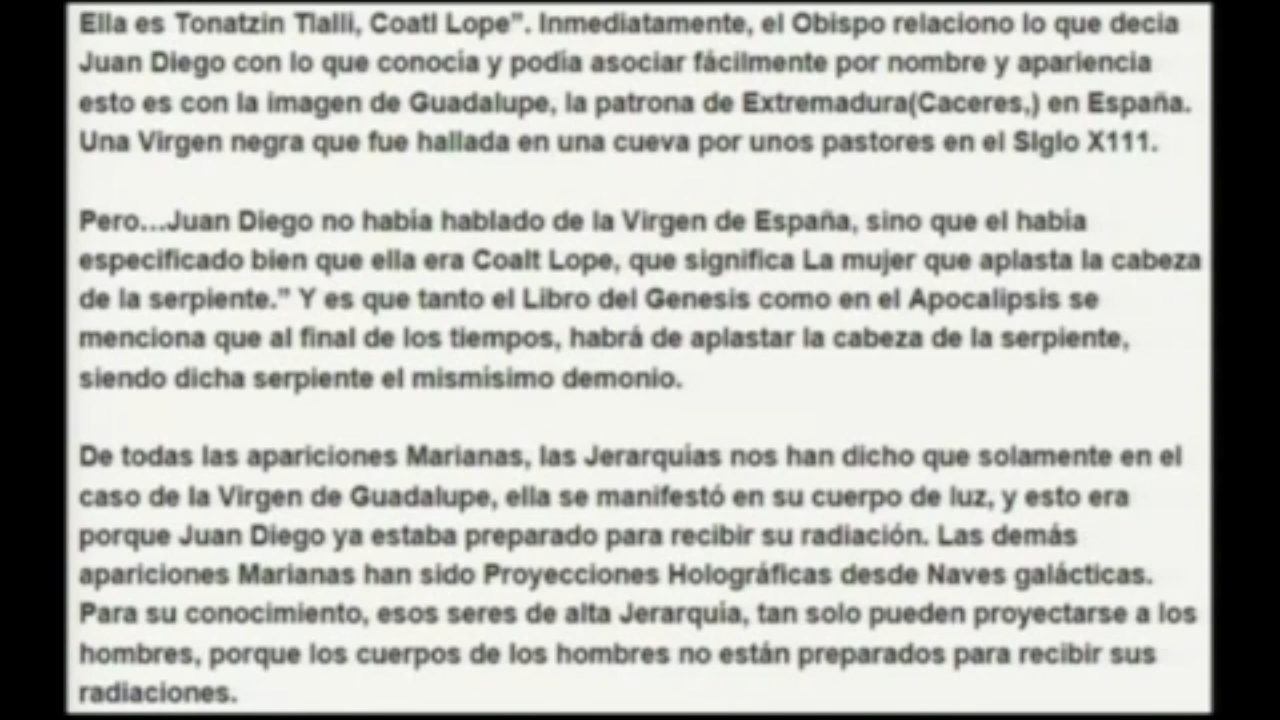 Ella es Tonatzin Tlalli, Coatl Lope". Inmediatamente, el Obispo relaciono lo que decia
Juan Diego con lo que conocía y podía asociar fácilmente por nombre y apariencia
esto es con la imagen de Guadalupe, la patrona de Extremadura(Caceres,) en España.
Una Virgen negra que fue hallada en una cueva por unos pastores en el SIglo X111.
Pero...Juan Diego no había hablado de la Virgen de España, sino que el había
especificado bien que ella era Coalt Lope, que significa La mujer que aplasta la cabeza
de la serpiente." Y es que tanto el Libro del Genesis como en el Apocalipsis se
menciona que al final de los tiempos, habrá de aplastar la cabeza de la serpiente,
siendo dicha serpiente el mismísimo demonio.
De todas las apariciones Marianas, las Jerarquías nos han dicho que solamente en el
caso de la Virgen de Guadalupe, ella se manifestó en su cuerpo de luz, y esto era
porque Juan Diego ya estaba preparado para recibir su radiación. Las demás
apariciones Marianas han sido Proyecciones Holográficas desde Naves galácticas.
Para su conocimiento, esos seres de alta Jerarquía, tan solo pueden proyectarse a los
hombres, porque los cuerpos de los hombres no están preparados para recibir sus
radiaciones.